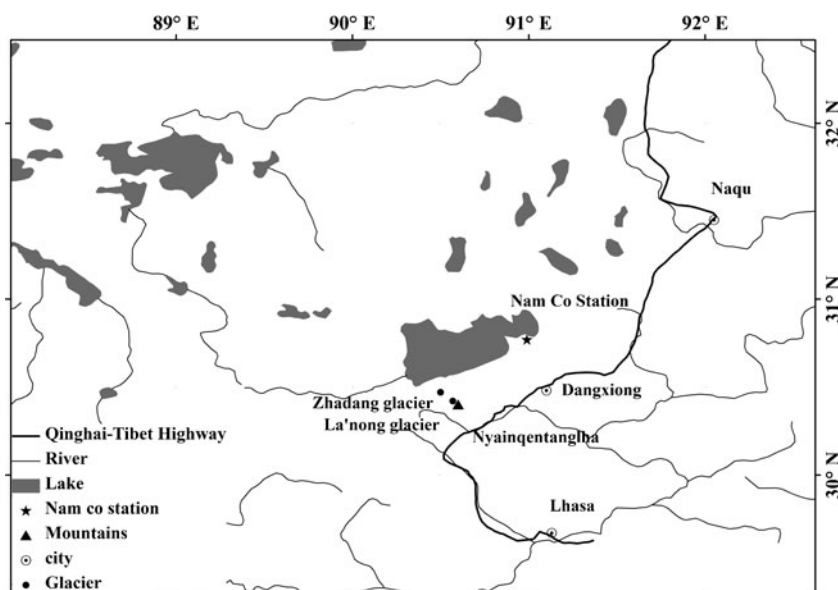 89° E
90° E
91° E
92° E
32° N
Naqu
31° N
Nam Co Station
Dangxiong
Zhadang glacier
La'nong glacier
Nyainqentanglha
30° N
Lhasa
Qinghai-Tibet Highway
River
Lake
Nam co station
Mountains
city
Glacier